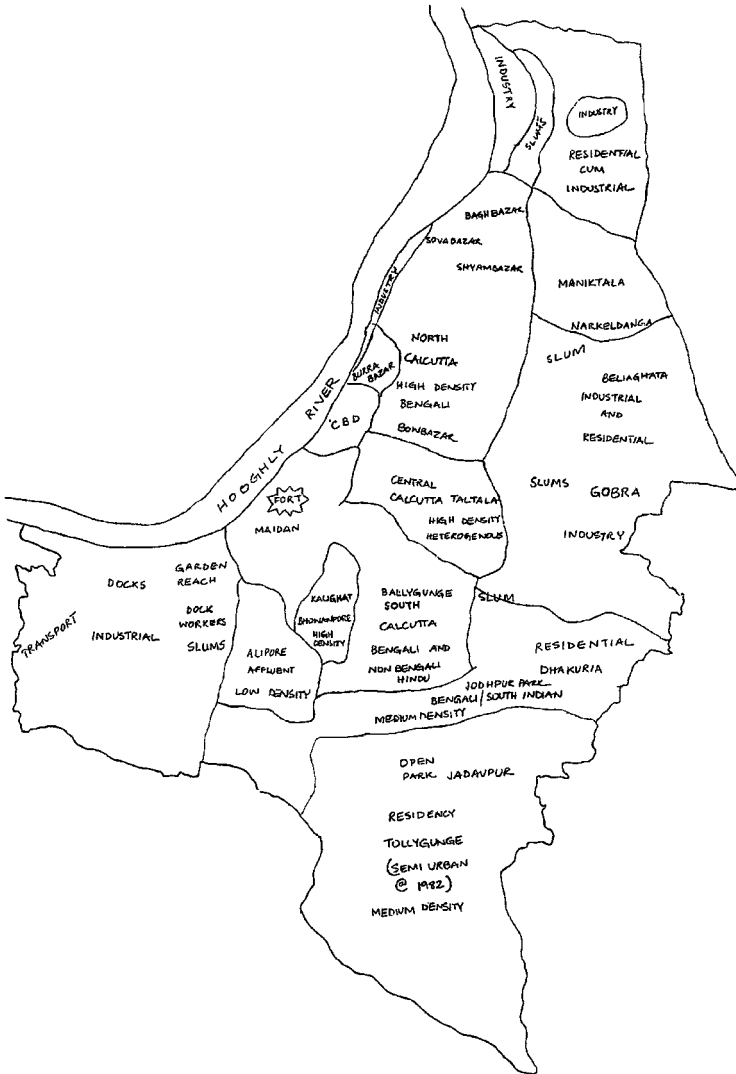 INDUSTRY
SLUMS
INDUSTRY
RESIDENTIAL
CUM
INDUSTRIAL
BAGHBAZAR
SOVABAZAR
SHYAMBAZAR
INDUSTRY
MANIKTALA
NARKELDANGA
NORTH
CALCUTTA
HIGH DENSITY
BENGALI
BONBAZAR
BURRA
BAZAR
CBD
HOOGHLY RIVER
SLUM
BELIAGHATA
INDUSTRIAL
AND
RESIDENTIAL
SLUMS
GOBRA
INDUSTRY
CENTRAL
CALCUTTA TALTALA
HIGH DENSITY
HETEROGENOUS
FORT
MAIDAN
GARDEN
REACH
DOCKS
DOCK
WORKERS
SLUMS
TRANSPORT
INDUSTRIAL
ALIPORE
AFFLUENT
LOW DENSITY
KALIGHAT
BHOWANPORE
HIGH
DENSITY
BALLYGUNGE
SOUTH
CALCUTTA
BENGALI AND
NON BENGALI
HINDU
SLUM
RESIDENTIAL
DHAKURIA
JODHPUR PARK
BENGALI/SOUTH INDIAN
MEDIUM DENSITY
OPEN
PARK JADAUPUR
RESIDENCY
TOLLYGUNGE
(SEMI URBAN
@ 1982)
MEDIUM DENSITY